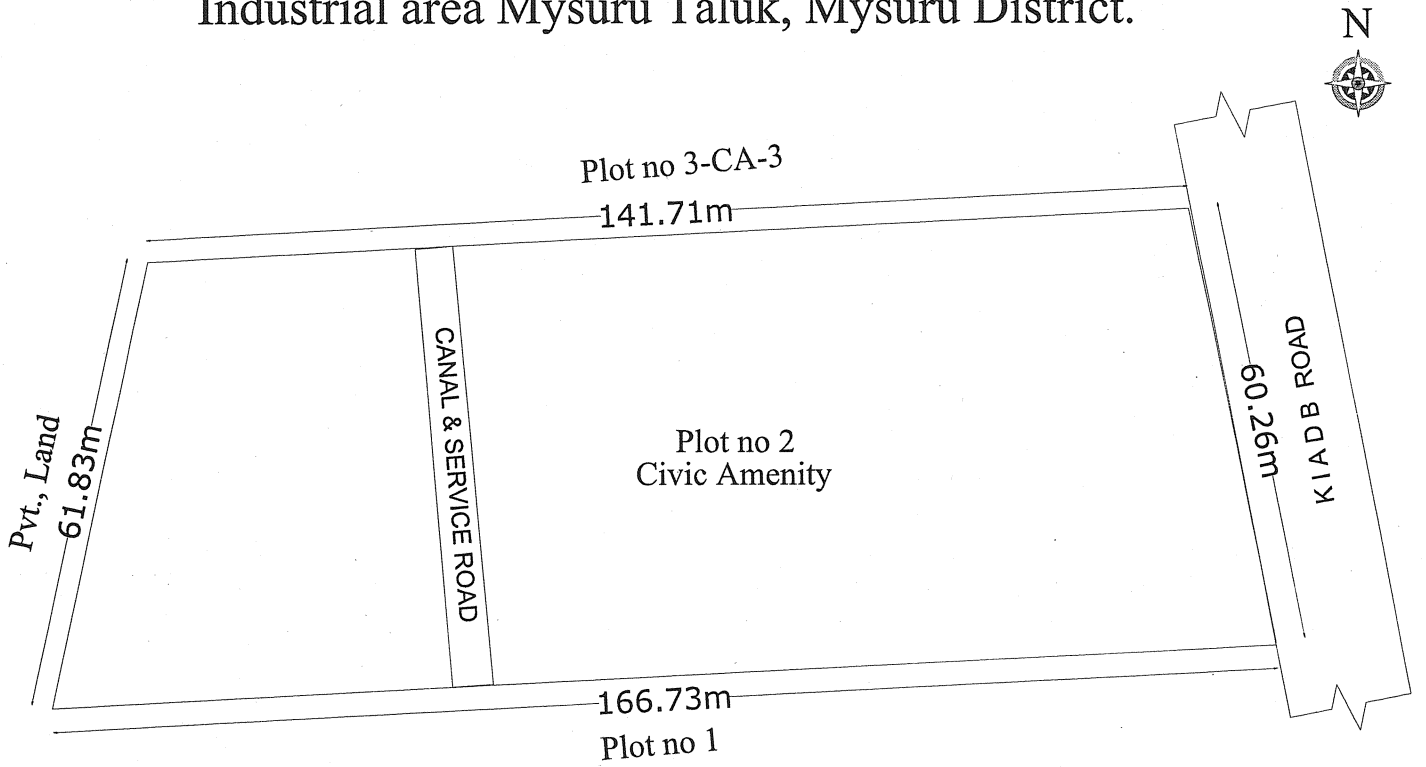 Industrial area Mysuru Taluk, Mysuru District.
N
Plot no 3-CA-3
141.71m
CANAL & SERVICE ROAD
Plot no 2
Civic Amenity
Pvt., Land
61.83m
60.26m
KIADB ROAD
166.73m
Plot no 1